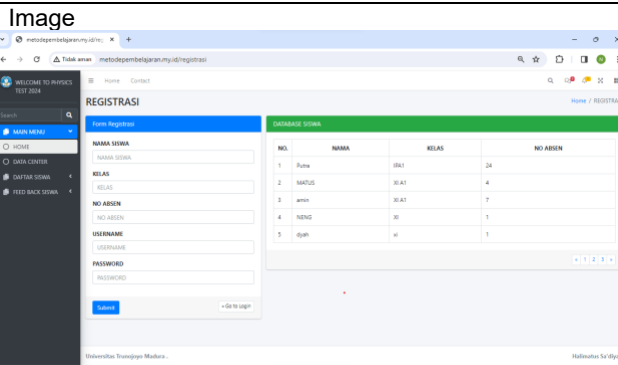 Image
metodepembelajaran.my.id/re
Tidak aman metodepembelajaran.my.id/registrasi
WELCOME TO PHYSICS TEST 2024
Home Contact
Search
MAIN MENU
HOME
DATA CENTER
DAFTAR SISWA
FEED BACK SISWA
REGISTRASI
Home / REGISTRA
Form Registrasi
NAMA SISWA
NAMA SISWA
KELAS
KELAS
NO ABSEN
NO ABSEN
USERNAME
USERNAME
PASSWORD
PASSWORD
Submit
« Go to Login
DATABASE SISWA
NO. NAMA KELAS NO ABSEN
1 24
2 MATUS XI.A1 4
3 amin XI.A1 7
4 NENG XI 1
5 dyah xi 1
« 1 2 3 »
Universitas Trunojoyo Madura.
Halimatus Sa'diya